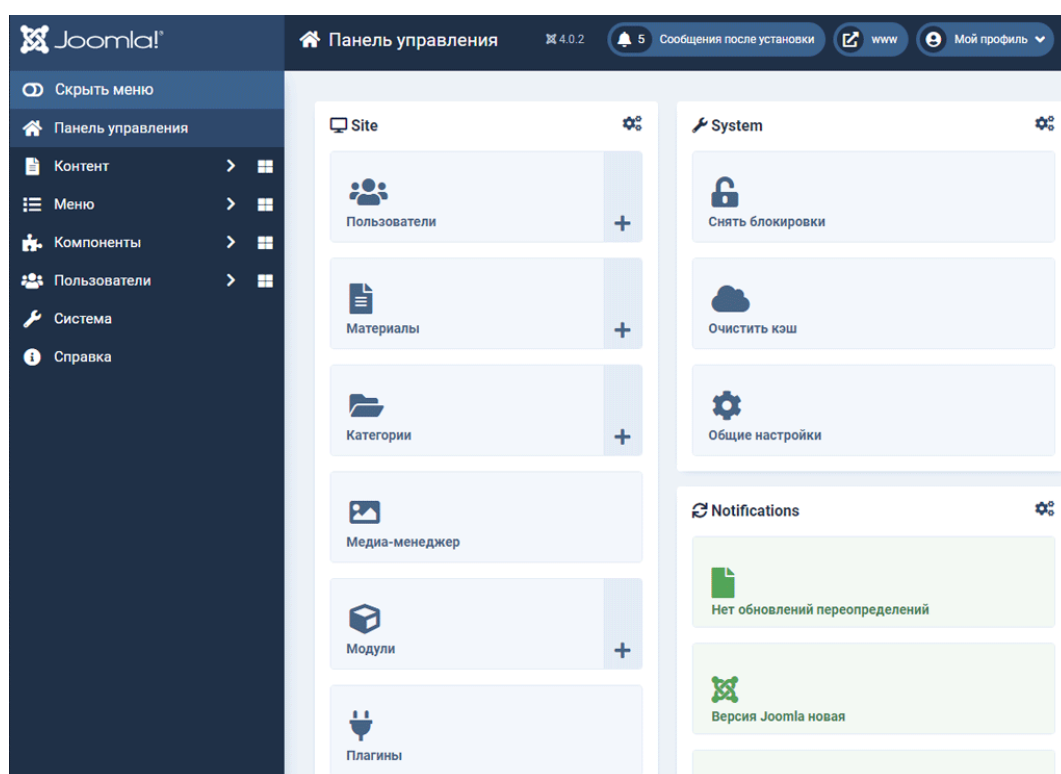 Joomla!
Панель управления
4.0.2
5 Сообщения после установки
www
Мой профиль
Скрыть меню
Панель управления
Контент
Меню
Компоненты
Пользователи
Система
Справка
Site
Пользователи
Материалы
Категории
Медиа-менеджер
Модули
Плагины
System
Снять блокировки
Очистить кэш
Общие настройки
Notifications
Нет обновлений переопределений
Версия Joomla новая